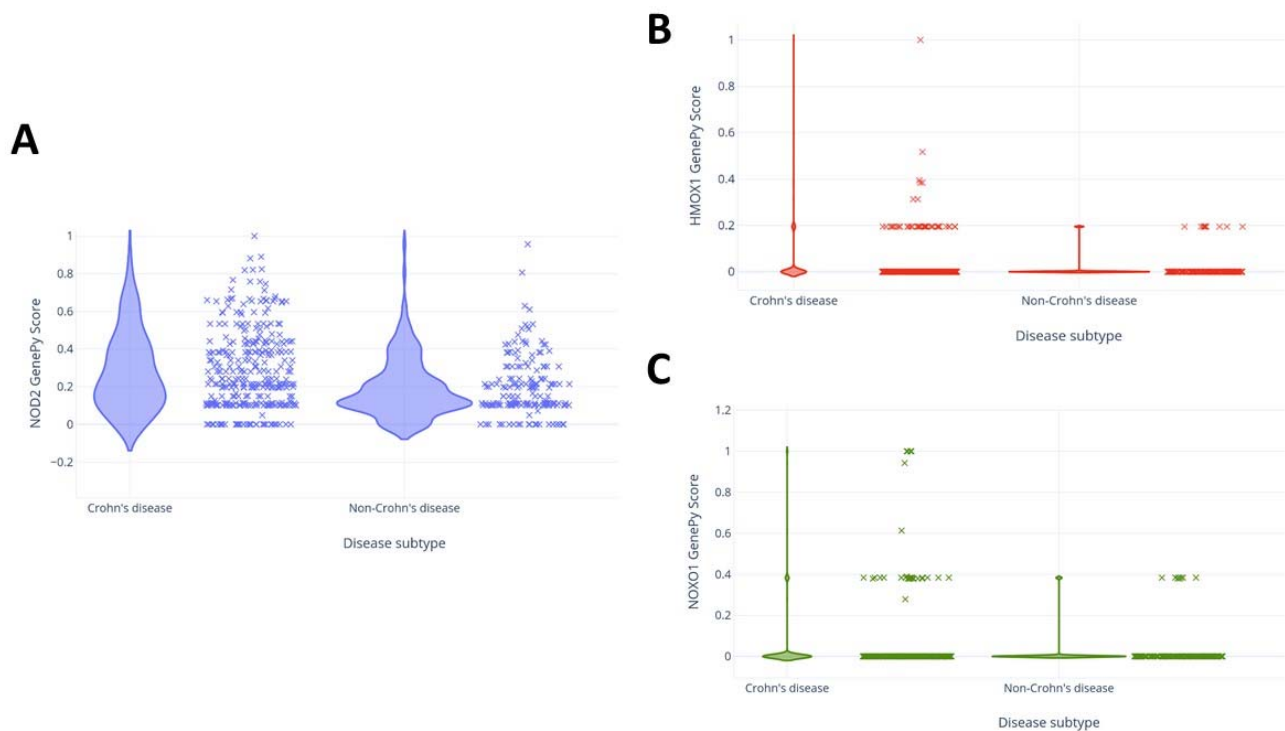 A
1
0.8
0.6
0.4
0.2
0
−0.2
NOD2 GenePy Score
Crohn's disease
Non-Crohn's disease
Disease subtype
B
1
0.8
0.6
0.4
0.2
0
HMOX1 GenePy Score
Crohn's disease
Non-Crohn's disease
Disease subtype
C
1.2
1
0.8
0.6
0.4
0.2
0
NOXO1 GenePy Score
Crohn's disease
Non-Crohn's disease
Disease subtype